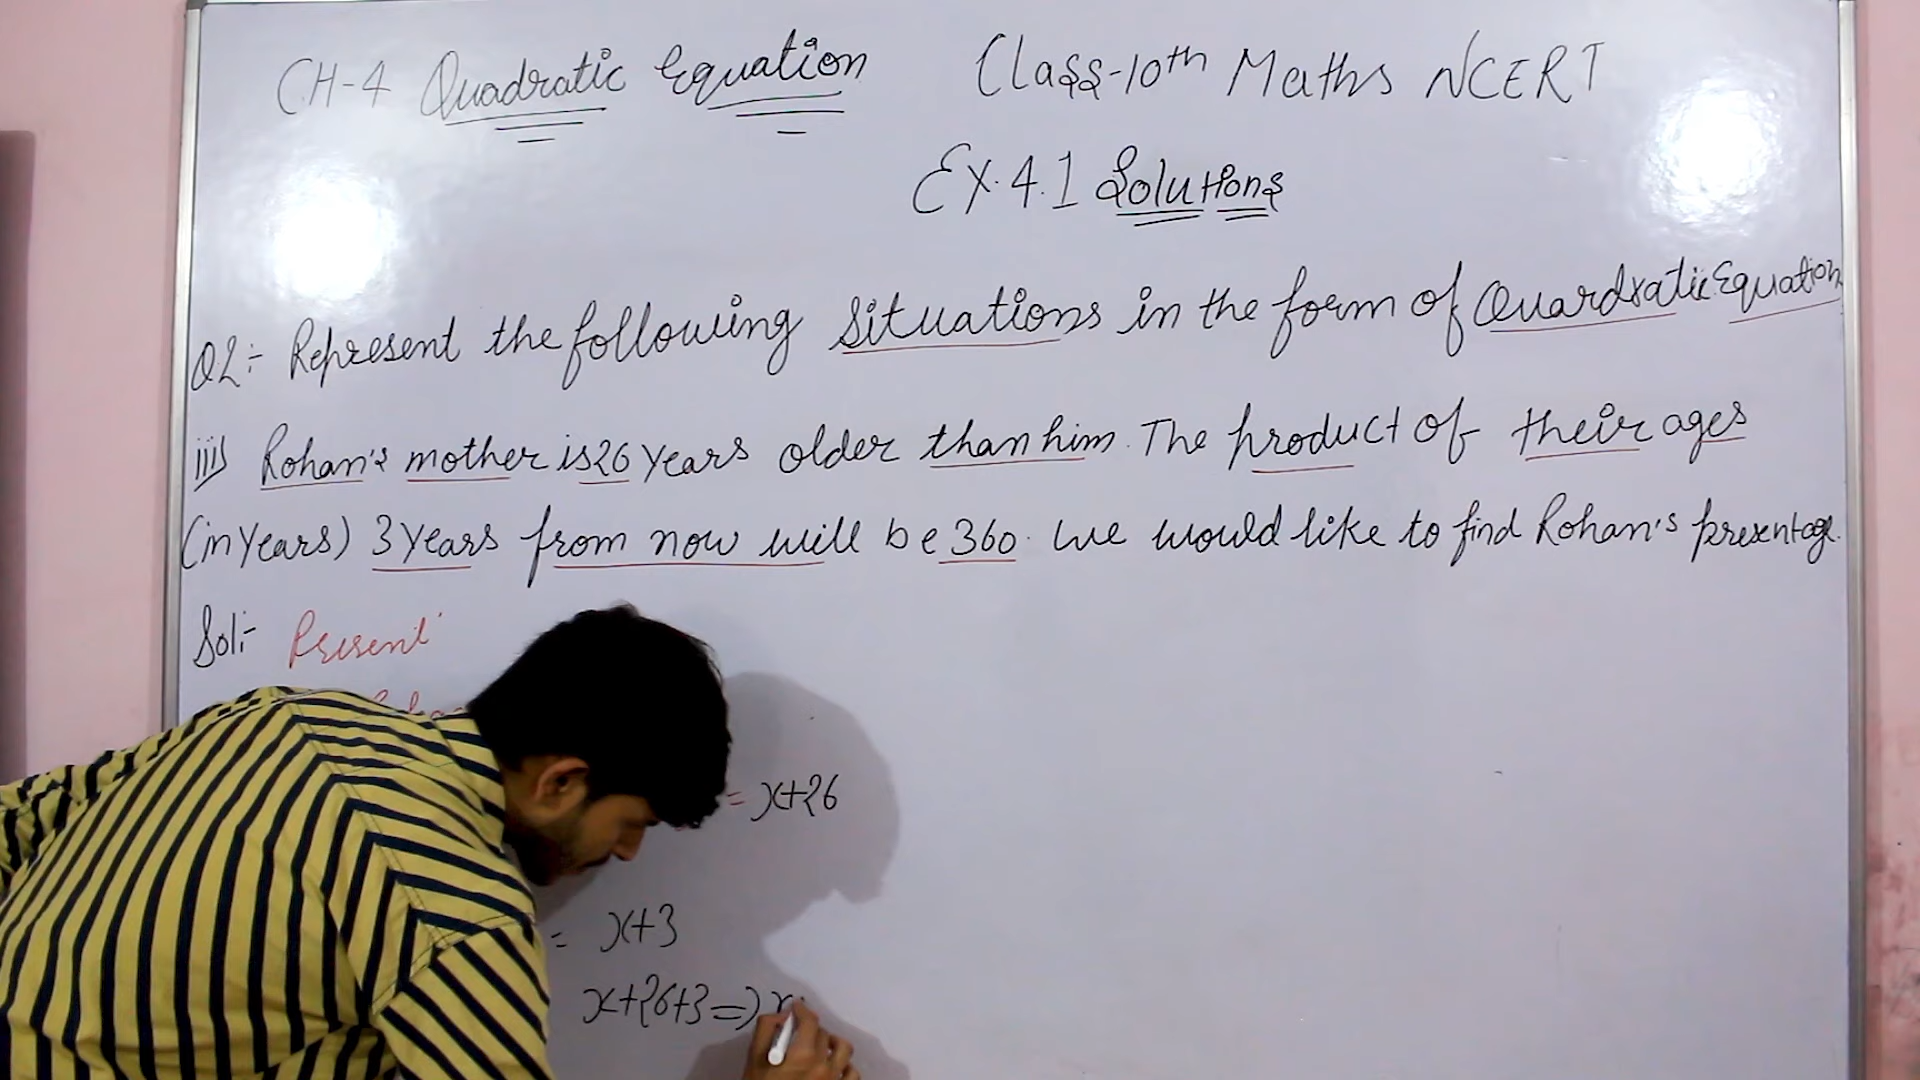 CH-4 Quadratic Equation Class-10th Maths NCERT
EX.4.1 Solutions
Q2:- Represent the following situations in the form of Quardratic Equation
iii) Rohan's mother is 26 years older than him. The product of their ages
(in years) 3 years from now will be 360. We would like to find Rohan's present age.
Sol:- Present
= x+26
= x+3
x+26+3 => x